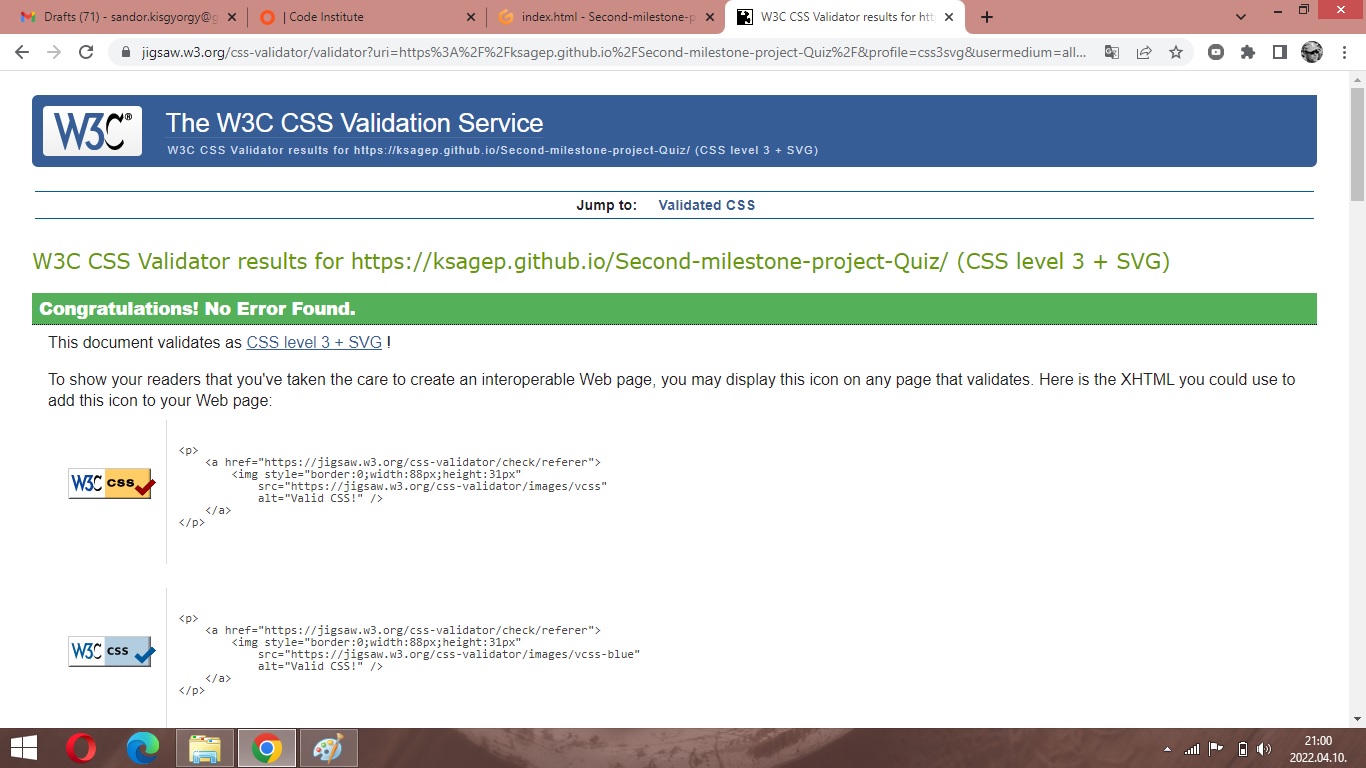 Drafts (71) - sandor.kisgyorgy@g
| Code Institute
index.html - Second-milestone-p
W3C CSS Validator results for htt
jigsaw.w3.org/css-validator/validator?uri=https%3A%2F%2Fksagep.github.io%2FSecond-milestone-project-Quiz%2F&profile=css3svg&usermedium=all...
W3C®
The W3C CSS Validation Service
W3C CSS Validator results for https://ksagep.github.io/Second-milestone-project-Quiz/ (CSS level 3 + SVG)
Jump to: Validated CSS
W3C CSS Validator results for https://ksagep.github.io/Second-milestone-project-Quiz/ (CSS level 3 + SVG)
Congratulations! No Error Found.
This document validates as CSS level 3 + SVG !
To show your readers that you've taken the care to create an interoperable Web page, you may display this icon on any page that validates. Here is the XHTML you could use to
add this icon to your Web page:
W3C css
<p>
<a href="https://jigsaw.w3.org/css-validator/check/referer">
<img style="border:0;width:88px;height:31px"
src="https://jigsaw.w3.org/css-validator/images/vcss"
alt="Valid CSS!" />
</a>
</p>
W3C css
<p>
<a href="https://jigsaw.w3.org/css-validator/check/referer">
<img style="border:0;width:88px;height:31px"
src="https://jigsaw.w3.org/css-validator/images/vcss-blue"
alt="Valid CSS!" />
</a>
</p>
21:00
2022.04.10.